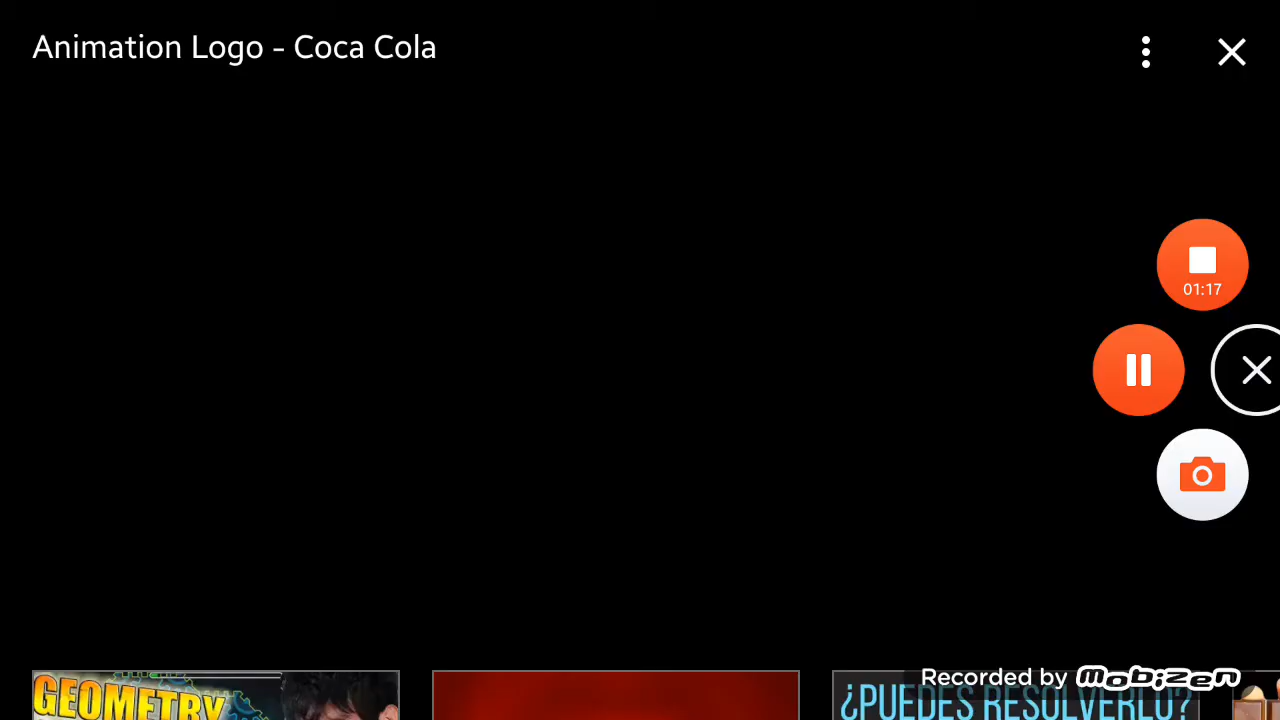 Animation Logo - Coca Cola
01:17
GEOMETRY
¿PUEDES RESOLVERLO?
Recorded by mobizen